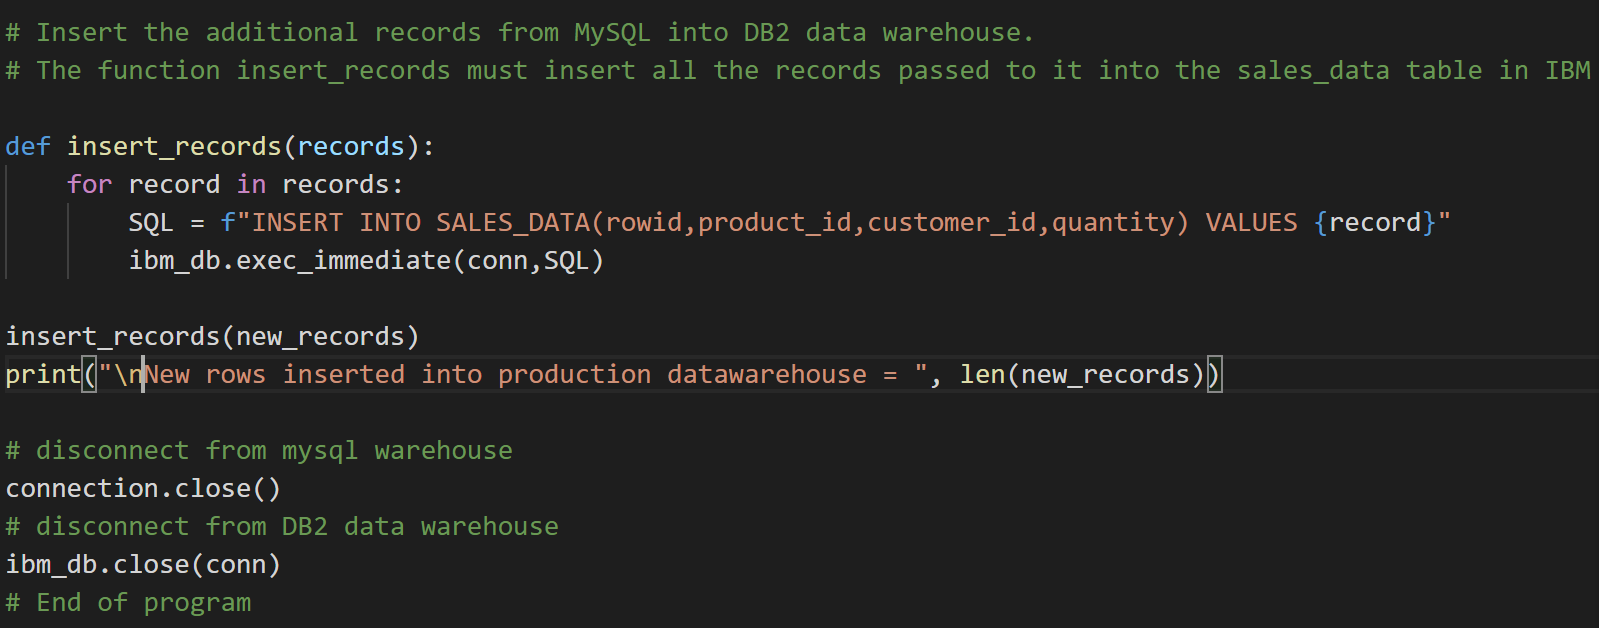 # Insert the additional records from MySQL into DB2 data warehouse.
# The function insert_records must insert all the records passed to it into the sales_data table in IBM
def insert_records(records):
    for record in records:
        SQL = f"INSERT INTO SALES_DATA(rowid,product_id,customer_id,quantity) VALUES {record}"
        ibm_db.exec_immediate(conn,SQL)
insert_records(new_records)
print("\nNew rows inserted into production datawarehouse = ", len(new_records))
# disconnect from mysql warehouse
connection.close()
# disconnect from DB2 data warehouse
ibm_db.close(conn)
# End of program